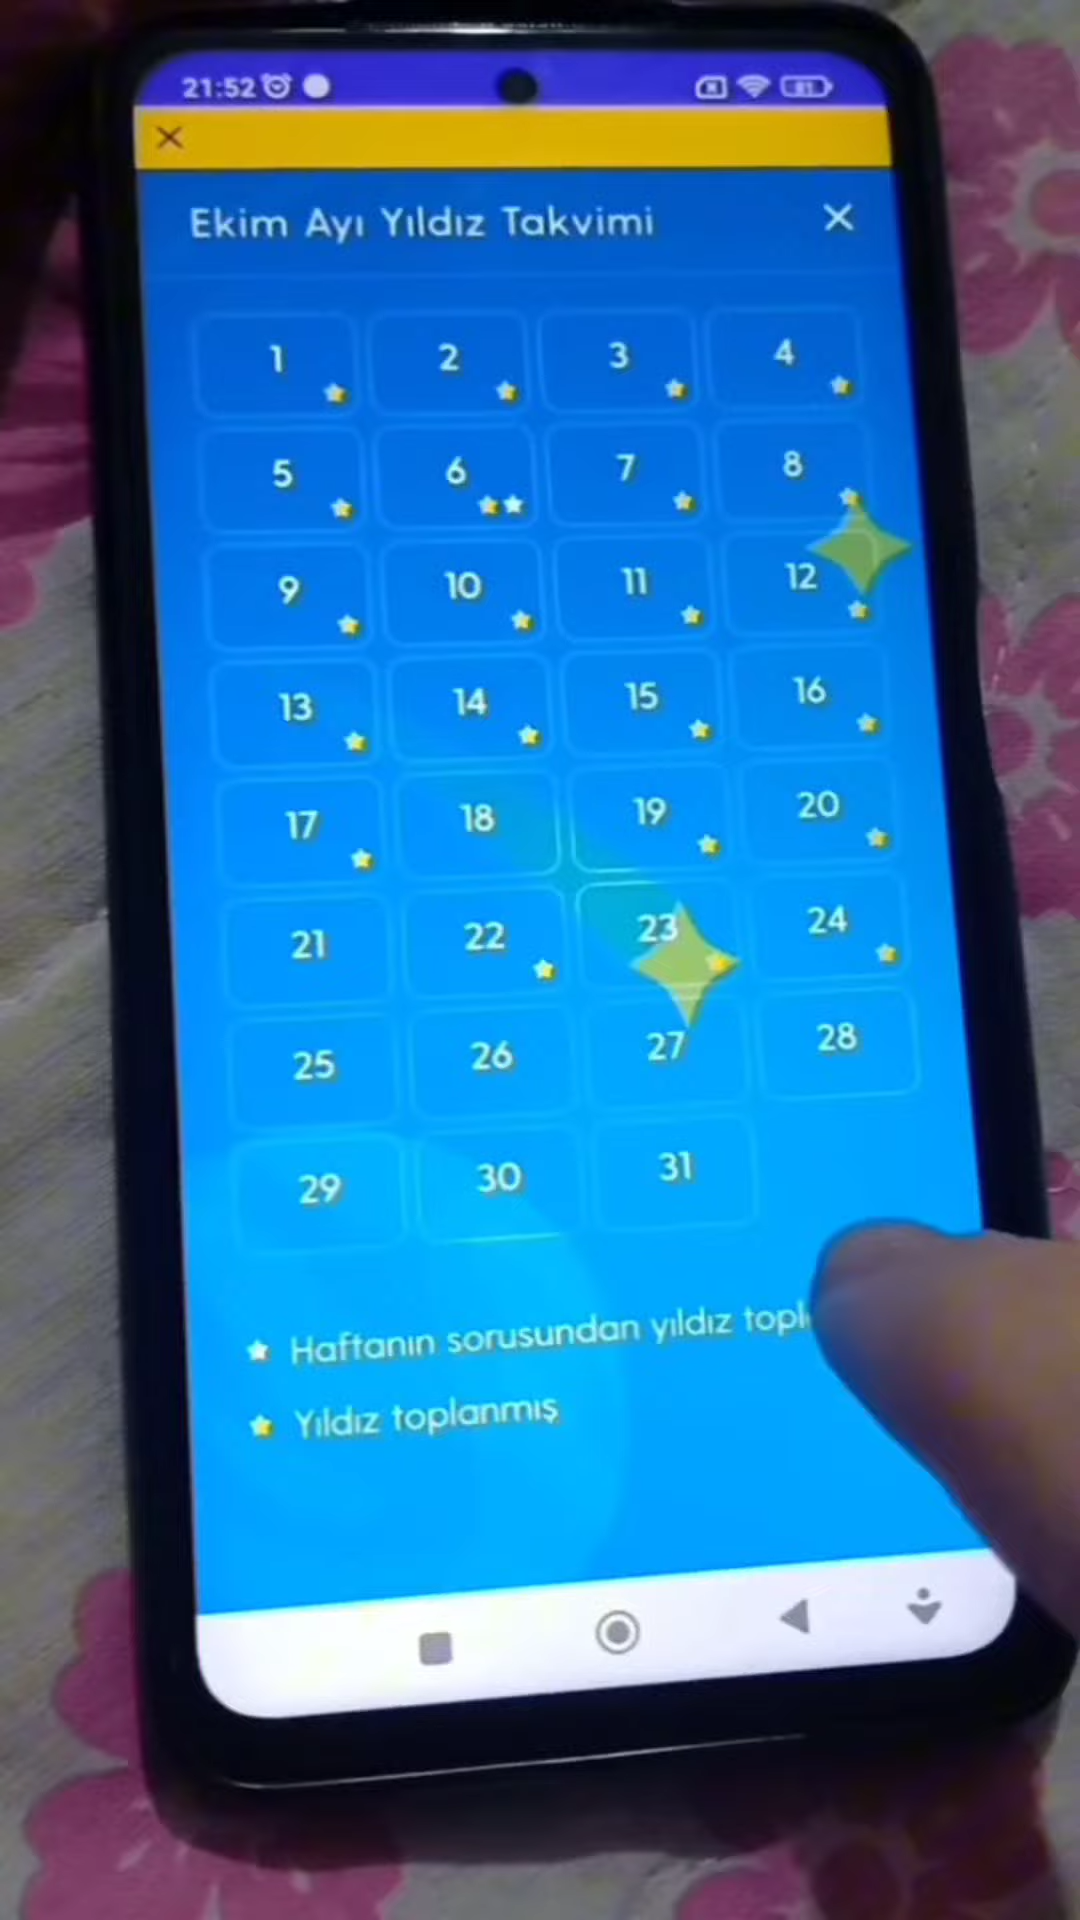 21:52
81
Ekim Ayı Yıldız Takvimi
1 2 3 4
5 6 7 8
9 10 11 12
13 14 15 16
17 18 19 20
21 22 23 24
25 26 27 28
29 30 31
Haftanın sorusundan yıldız
Yıldız toplanmış